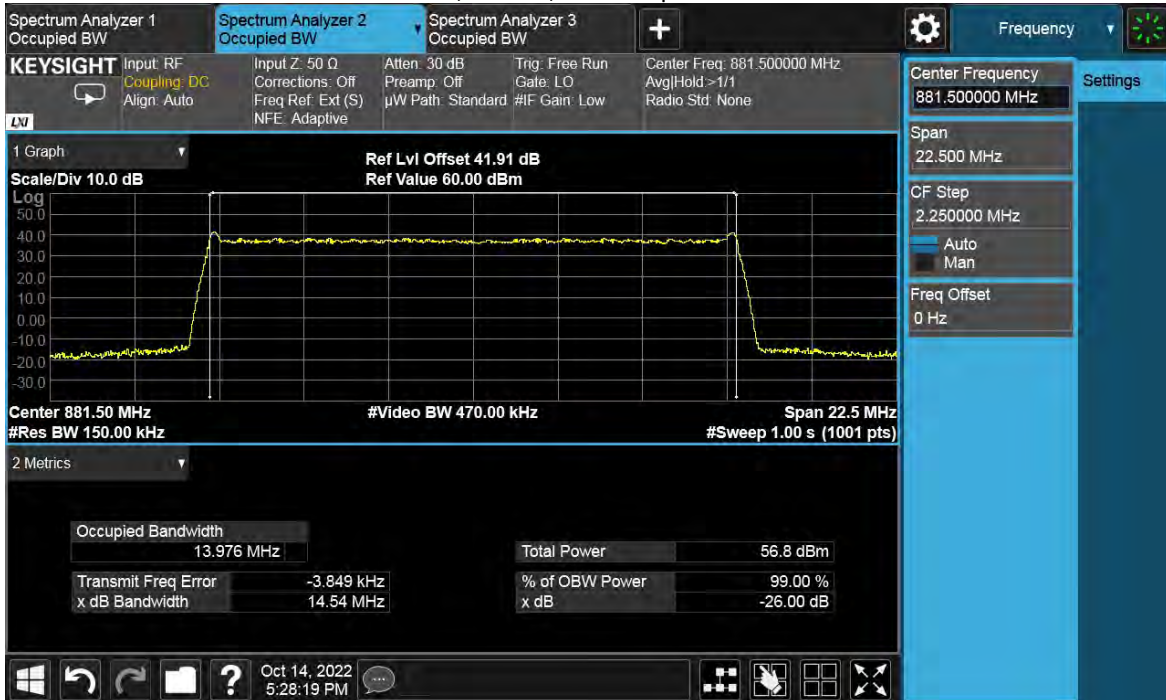 Spectrum Analyzer 1
Occupied BW
Spectrum Analyzer 2
Occupied BW
Spectrum Analyzer 3
Occupied BW
Frequency
KEYSIGHT
LXI
Input: RF
Coupling: DC
Align: Auto
Input Z: 50 Ω
Corrections: Off
Freq Ref: Ext (S)
NFE: Adaptive
Atten: 30 dB
Preamp: Off
µW Path: Standard
Trig: Free Run
Gate: LO
#IF Gain: Low
Center Freq: 881.500000 MHz
Avg|Hold:>1/1
Radio Std: None
Center Frequency
881.500000 MHz
Settings
Span
22.500 MHz
CF Step
2.250000 MHz
Auto
Man
Freq Offset
0 Hz
1 Graph
Scale/Div 10.0 dB
Ref Lvl Offset 41.91 dB
Ref Value 60.00 dBm
Log
50.0
40.0
30.0
20.0
10.0
0.00
-10.0
-20.0
-30.0
Center 881.50 MHz
#Res BW 150.00 kHz
#Video BW 470.00 kHz
Span 22.5 MHz
#Sweep 1.00 s (1001 pts)
2 Metrics
Occupied Bandwidth
13.976 MHz
Total Power 56.8 dBm
Transmit Freq Error -3.849 kHz
% of OBW Power 99.00 %
x dB Bandwidth 14.54 MHz
x dB -26.00 dB
Oct 14, 2022
5:28:19 PM